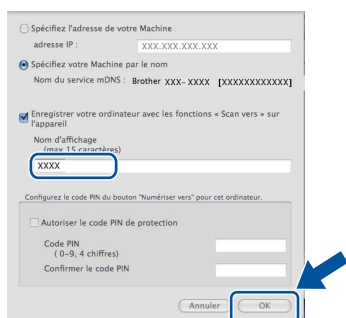 Spécifiez l'adresse de votre Machine
adresse IP :
XXX.XXX.XXX.XXX
Spécifiez votre Machine par le nom
Nom du service mDNS : Brother XXX-XXXX [XXXXXXXXXXXX]
Enregistrer votre ordinateur avec les fonctions « Scan vers » sur
l'appareil
Nom d'affichage
(max 15 caractères)
XXXX
Configurez le code PIN du bouton "Numériser vers" pour cet ordinateur.
Autoriser le code PIN de protection
Code PIN
( 0-9, 4 chiffres)
Confirmer le code PIN
Annuler OK